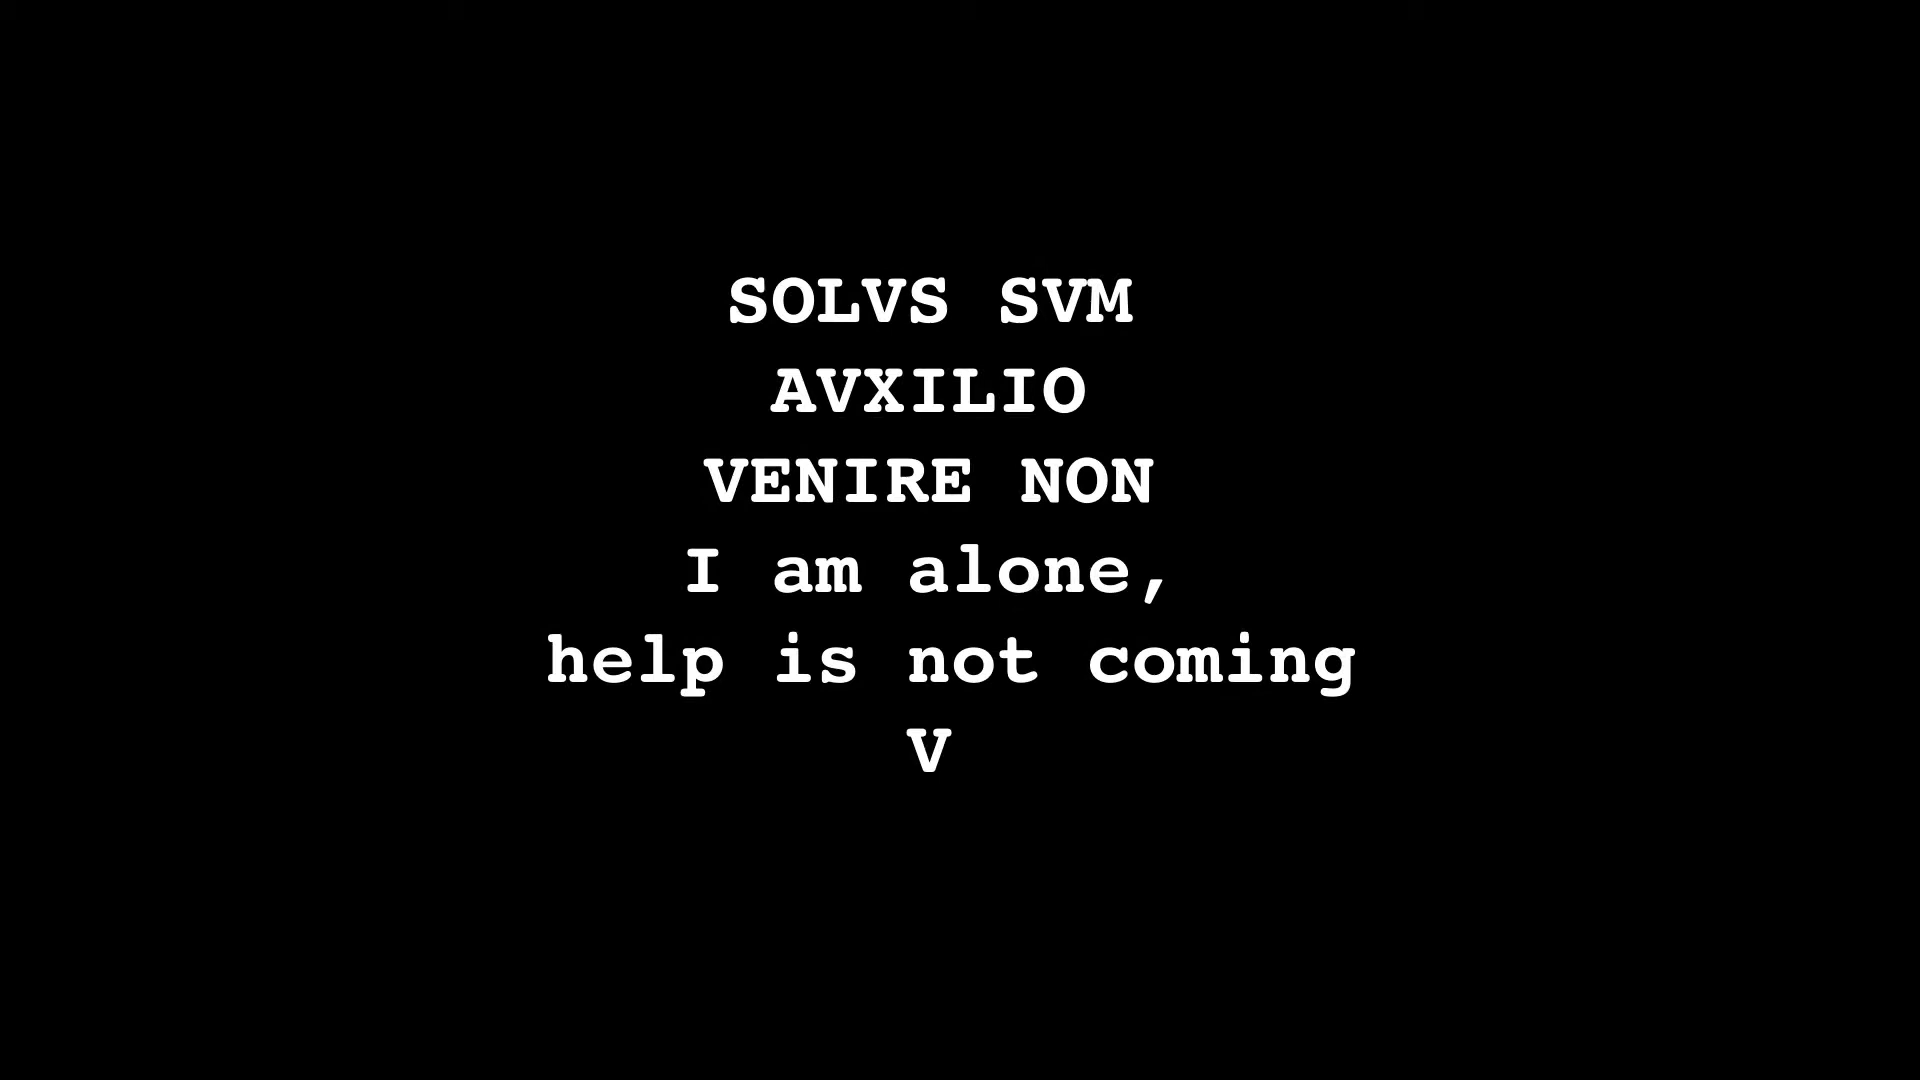 SOLVS SVM
AVXILIO
VENIRE NON
I am alone,
help is not coming
V